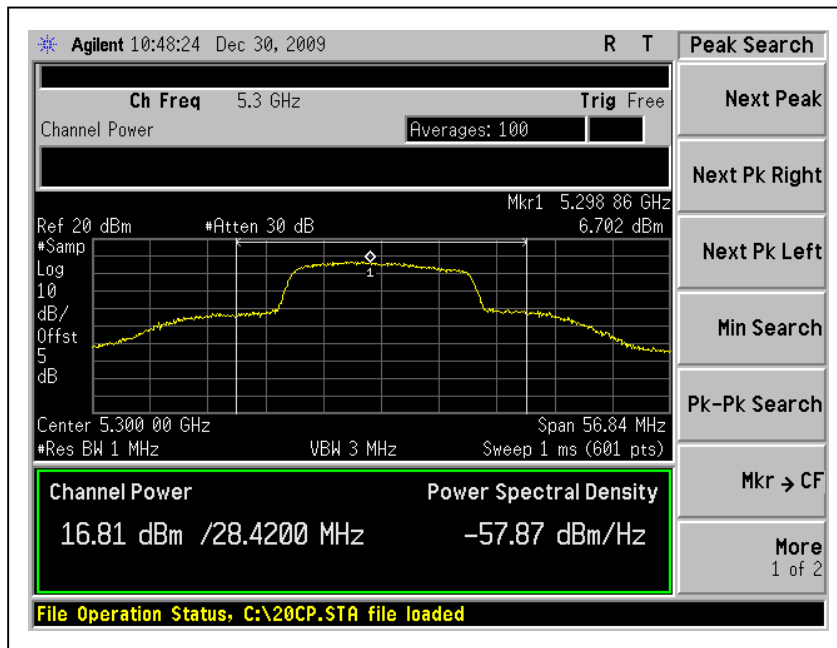 Agilent 10:48:24 Dec 30, 2009 R T
Peak Search
Ch Freq 5.3 GHz Trig Free
Channel Power Averages: 100
Mkr1 5.298 86 GHz
Ref 20 dBm #Atten 30 dB 6.702 dBm
#Samp
Log
10
dB/
Offst
5
dB
1
Center 5.300 00 GHz Span 56.84 MHz
#Res BW 1 MHz VBW 3 MHz Sweep 1 ms (601 pts)
Channel Power Power Spectral Density
16.81 dBm /28.4200 MHz -57.87 dBm/Hz
File Operation Status, C:\20CP.STA file loaded
Next Peak
Next Pk Right
Next Pk Left
Min Search
Pk-Pk Search
Mkr → CF
More
1 of 2